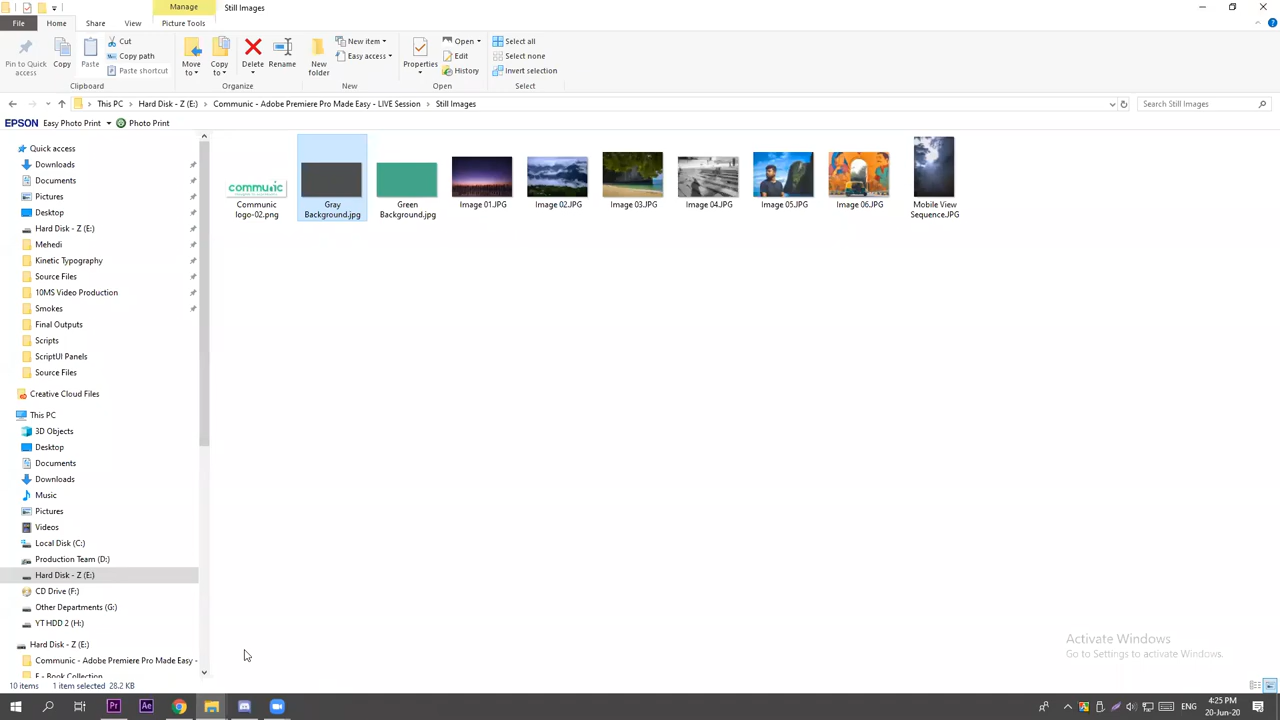 Manage
Still Images
File
Home
Share
View
Picture Tools
Pin to Quick access
Copy
Paste
Cut
Copy path
Paste shortcut
Move to
Copy to
Delete
Rename
New folder
New item
Easy access
Properties
Open
Edit
History
Select all
Select none
Invert selection
Clipboard
Organize
New
Open
Select
This PC
Hard Disk - Z (E:)
Communic - Adobe Premiere Pro Made Easy - LIVE Session
Still Images
Search Still Images
EPSON
Easy Photo Print
Photo Print
Quick access
Downloads
Documents
Pictures
Desktop
Hard Disk - Z (E:)
Mehedi
Kinetic Typography
Source Files
10MS Video Production
Smokes
Final Outputs
Scripts
ScriptUI Panels
Source Files
Creative Cloud Files
This PC
3D Objects
Desktop
Documents
Downloads
Music
Pictures
Videos
Local Disk (C:)
Production Team (D:)
Hard Disk - Z (E:)
CD Drive (F:)
Other Departments (G:)
YT HDD 2 (H:)
Hard Disk - Z (E:)
Communic - Adobe Premiere Pro Made Easy -
communic
Communic
logo-02.png
Gray
Background.jpg
Green
Background.jpg
Image 01.JPG
Image 02.JPG
Image 03.JPG
Image 04.JPG
Image 05.JPG
Image 06.JPG
Mobile View
Sequence.JPG
Activate Windows
Go to Settings to activate Windows.
10 items
1 item selected 28.2 KB
Pr
Ae
ENG
4:25 PM
20-Jun-20